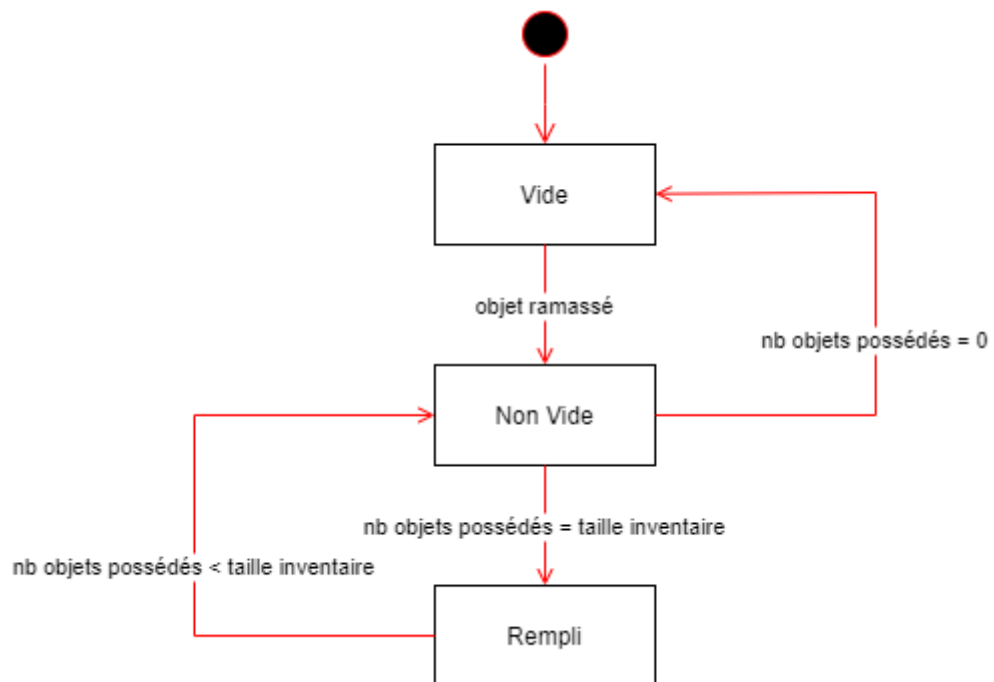 Vide
objet ramassé
nb objets possédés = 0
Non Vide
nb objets possédés = taille inventaire
nb objets possédés < taille inventaire
Rempli